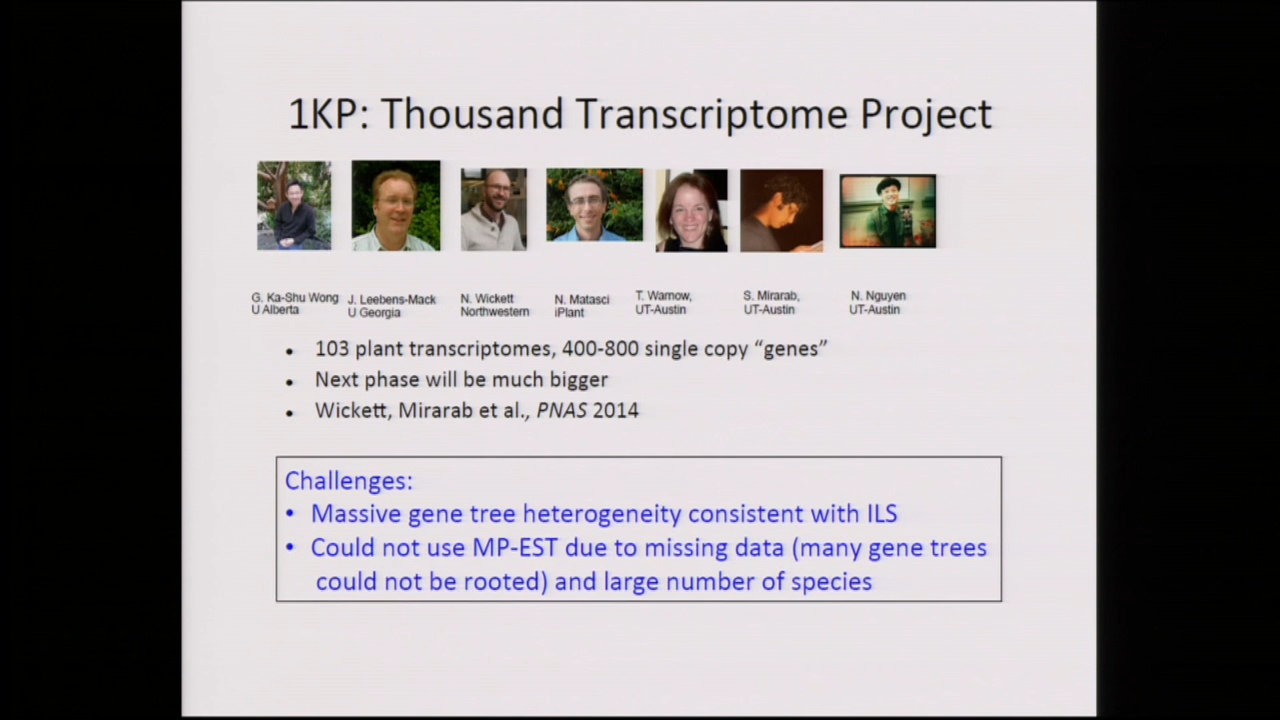 1KP: Thousand Transcriptome Project
G. Ka-Shu Wong
U Alberta
J. Leebens-Mack
U Georgia
N. Wickett
Northwestern
N. Matasci
iPlant
T. Warnow,
UT-Austin
S. Mirarab,
UT-Austin
N. Nguyen
UT-Austin
• 103 plant transcriptomes, 400-800 single copy “genes”
• Next phase will be much bigger
• Wickett, Mirarab et al., PNAS 2014
Challenges:
• Massive gene tree heterogeneity consistent with ILS
• Could not use MP-EST due to missing data (many gene trees
could not be rooted) and large number of species